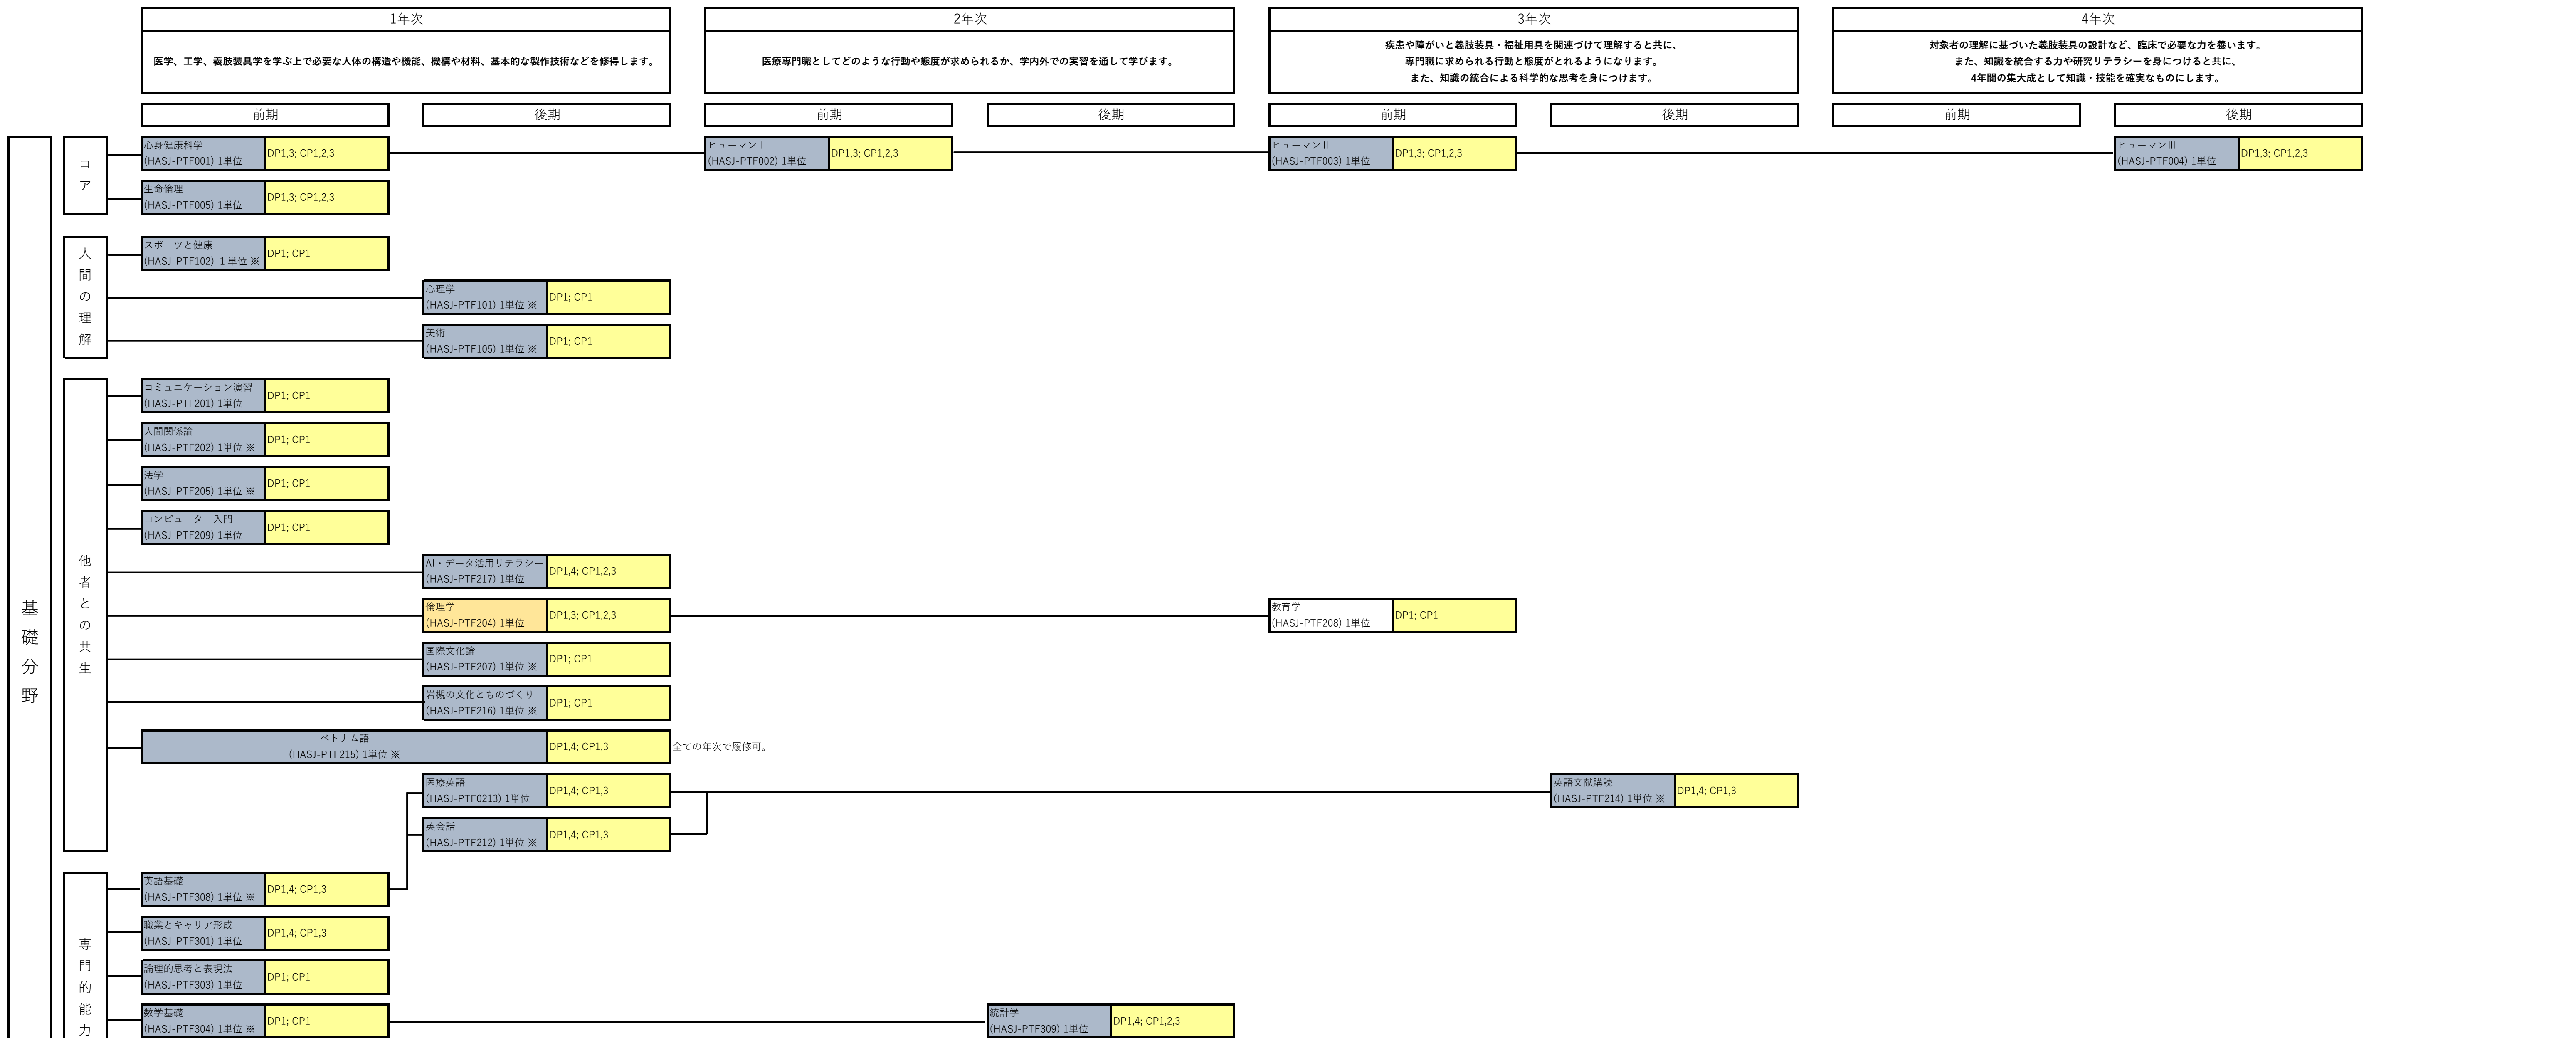 1年次
医学、工学、義肢装具学を学ぶ上で必要な人体の構造や機能、機構や材料、基本的な製作技術などを修得します。
2年次
医療専門職としてどのような行動や態度が求められるか、学内外での実習を通して学びます。
3年次
疾患や障がいと義肢装具・福祉用具を関連づけて理解すると共に、
専門職に求められる行動と態度がとれるようになります。
また、知識の統合による科学的な思考を身につけます。
4年次
対象者の理解に基づいた義肢装具の設計など、臨床で必要な力を養います。
また、知識を統合する力や研究リテラシーを身につけると共に、
4年間の集大成として知識・技能を確実なものにします。
前期
後期
前期
後期
前期
後期
前期
後期
基礎分野
コア
心身健康科学
(HASJ-PTF001) 1単位
DP1,3; CP1,2,3
ヒューマンⅠ
(HASJ-PTF002) 1単位
DP1,3; CP1,2,3
ヒューマンⅡ
(HASJ-PTF003) 1単位
DP1,3; CP1,2,3
ヒューマンⅢ
(HASJ-PTF004) 1単位
DP1,3; CP1,2,3
生命倫理
(HASJ-PTF005) 1単位
DP1,3; CP1,2,3
人間の理解
スポーツと健康
(HASJ-PTF102) 1 単位 ※
DP1; CP1
心理学
(HASJ-PTF101) 1単位 ※
DP1; CP1
美術
(HASJ-PTF105) 1単位 ※
DP1; CP1
他者との共生
コミュニケーション演習
(HASJ-PTF201) 1単位
DP1; CP1
人間関係論
(HASJ-PTF202) 1単位 ※
DP1; CP1
法学
(HASJ-PTF205) 1単位 ※
DP1; CP1
コンピューター入門
(HASJ-PTF209) 1単位
DP1; CP1
AI・データ活用リテラシー
(HASJ-PTF217) 1単位
DP1,4; CP1,2,3
倫理学
(HASJ-PTF204) 1単位
DP1,3; CP1,2,3
教育学
(HASJ-PTF208) 1単位
DP1; CP1
国際文化論
(HASJ-PTF207) 1単位 ※
DP1; CP1
岩槻の文化とものづくり
(HASJ-PTF216) 1単位 ※
DP1; CP1
ベトナム語
(HASJ-PTF215) 1単位 ※
DP1,4; CP1,3
全ての年次で履修可。
医療英語
(HASJ-PTF0213) 1単位
DP1,4; CP1,3
英語文献購読
(HASJ-PTF214) 1単位 ※
DP1,4; CP1,3
英会話
(HASJ-PTF212) 1単位 ※
DP1,4; CP1,3
専門的能力
英語基礎
(HASJ-PTF308) 1単位 ※
DP1,4; CP1,3
職業とキャリア形成
(HASJ-PTF301) 1単位
DP1,4; CP1,3
論理的思考と表現法
(HASJ-PTF303) 1単位
DP1; CP1
数学基礎
(HASJ-PTF304) 1単位 ※
DP1; CP1
統計学
(HASJ-PTF309) 1単位
DP1,4; CP1,2,3